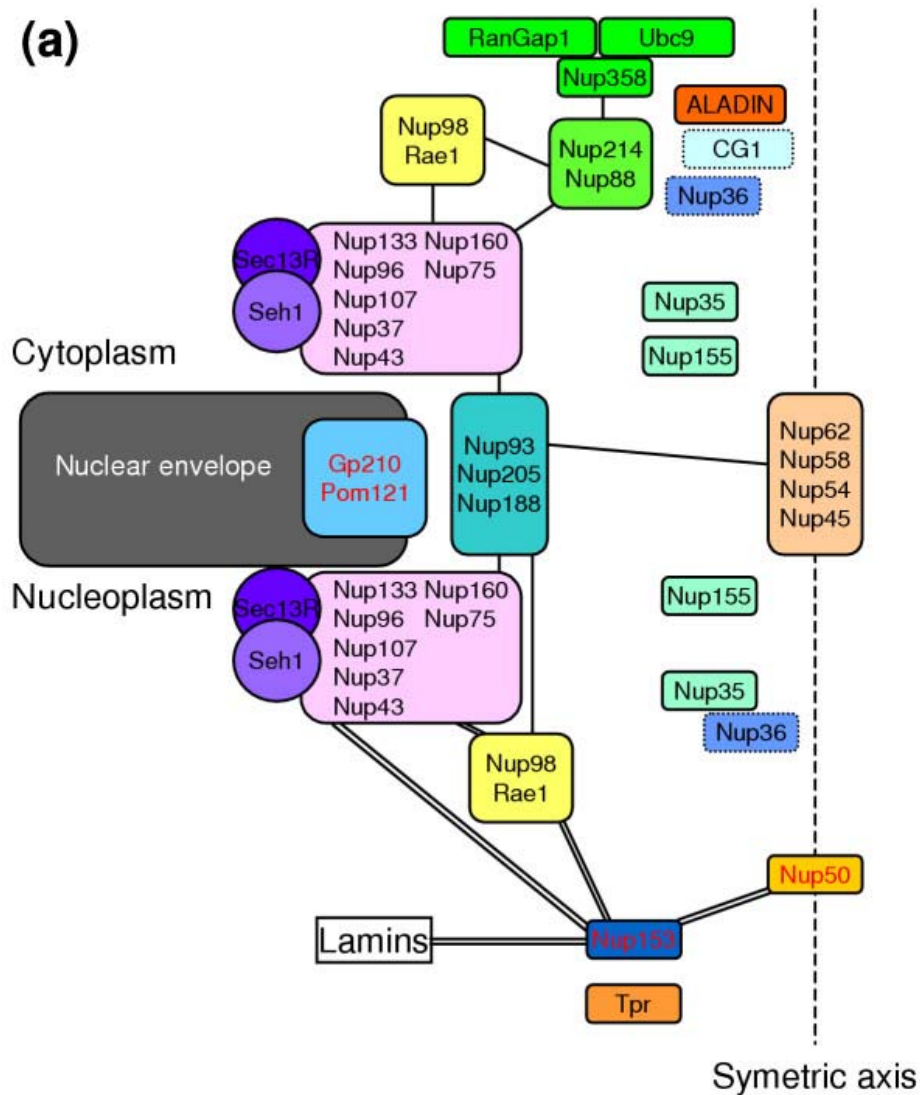 (a)
RanGap1
Ubc9
Nup358
ALADIN
Nup98
Rae1
Nup214
Nup88
CG1
Nup36
Sec13R
Seh1
Nup133 Nup160
Nup96 Nup75
Nup107
Nup37
Nup43
Nup35
Nup155
Cytoplasm
Nuclear envelope
Gp210
Pom121
Nup93
Nup205
Nup188
Nup62
Nup58
Nup54
Nup45
Nucleoplasm
Sec13R
Seh1
Nup133 Nup160
Nup96 Nup75
Nup107
Nup37
Nup43
Nup155
Nup35
Nup36
Nup98
Rae1
Nup50
Lamins
Nup153
Tpr
Symetric axis